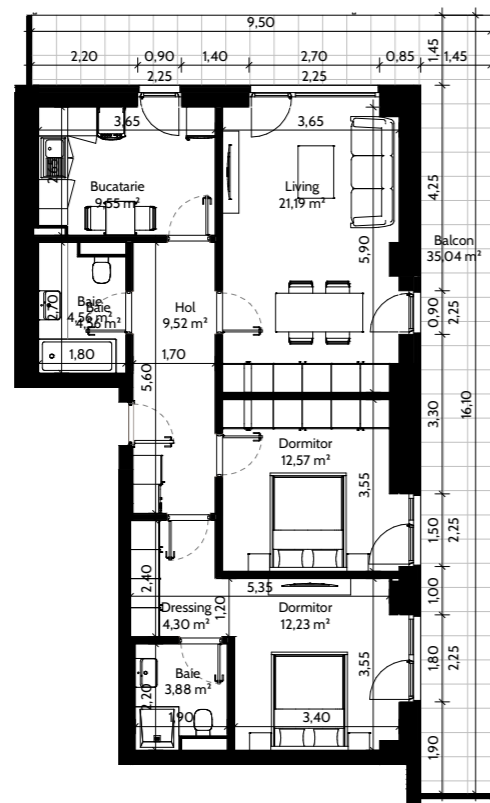 9,50
2,20 0,90 1,40 2,70 0,85 1,45
2,25 2,25
1,45
3,65 3,65
Bucatarie
9,55 m²
Living
21,19 m²
4,25
5,90
Balcon
35,04 m²
2,70
Baie
4,56 m²
Baie
4,56 m²
Hol
9,52 m²
0,90
2,25
1,80 1,70
5,60
3,30
16,10
Dormitor
12,57 m²
3,55
1,50
2,25
2,40
5,35
1,00
Dressing
4,30 m²
1,20
Dormitor
12,23 m²
Baie
3,88 m²
2,20
3,55
1,80
2,25
1,90 3,40
1,90